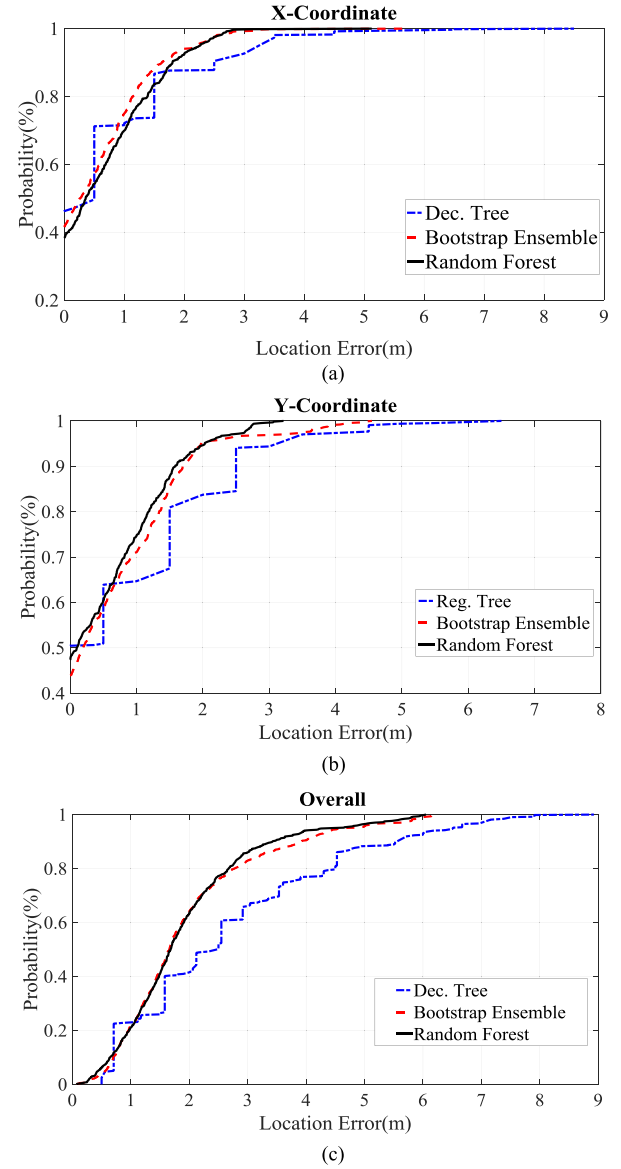 X-Coordinate
1
0.8
0.6
0.4
0.2
Probability(%)
Dec. Tree
Bootstrap Ensemble
Random Forest
0 1 2 3 4 5 6 7 8 9
Location Error(m)
(a)
Y-Coordinate
1
0.9
0.8
0.7
0.6
0.5
0.4
Probability(%)
Reg. Tree
Bootstrap Ensemble
Random Forest
0 1 2 3 4 5 6 7 8
Location Error(m)
(b)
Overall
1
0.8
0.6
0.4
0.2
0
Probability(%)
Dec. Tree
Bootstrap Ensemble
Random Forest
0 1 2 3 4 5 6 7 8 9
Location Error(m)
(c)